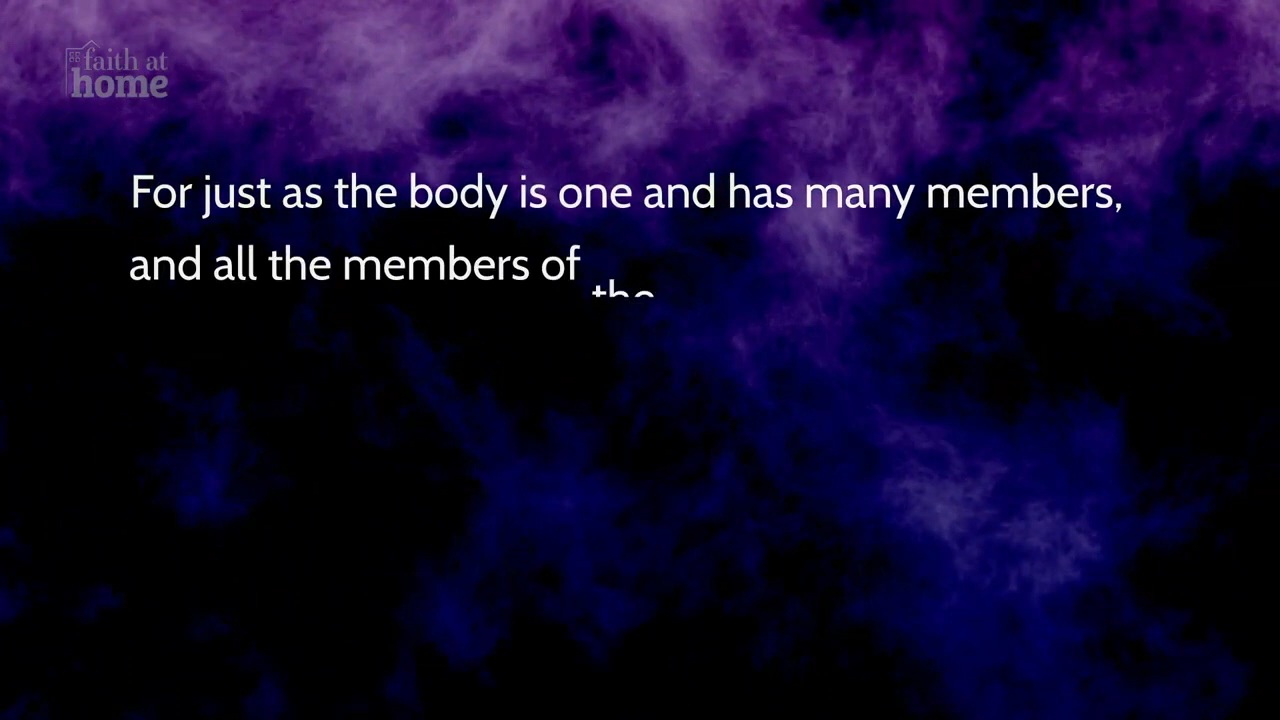 faith at
home
For just as the body is one and has many members,
and all the members of the